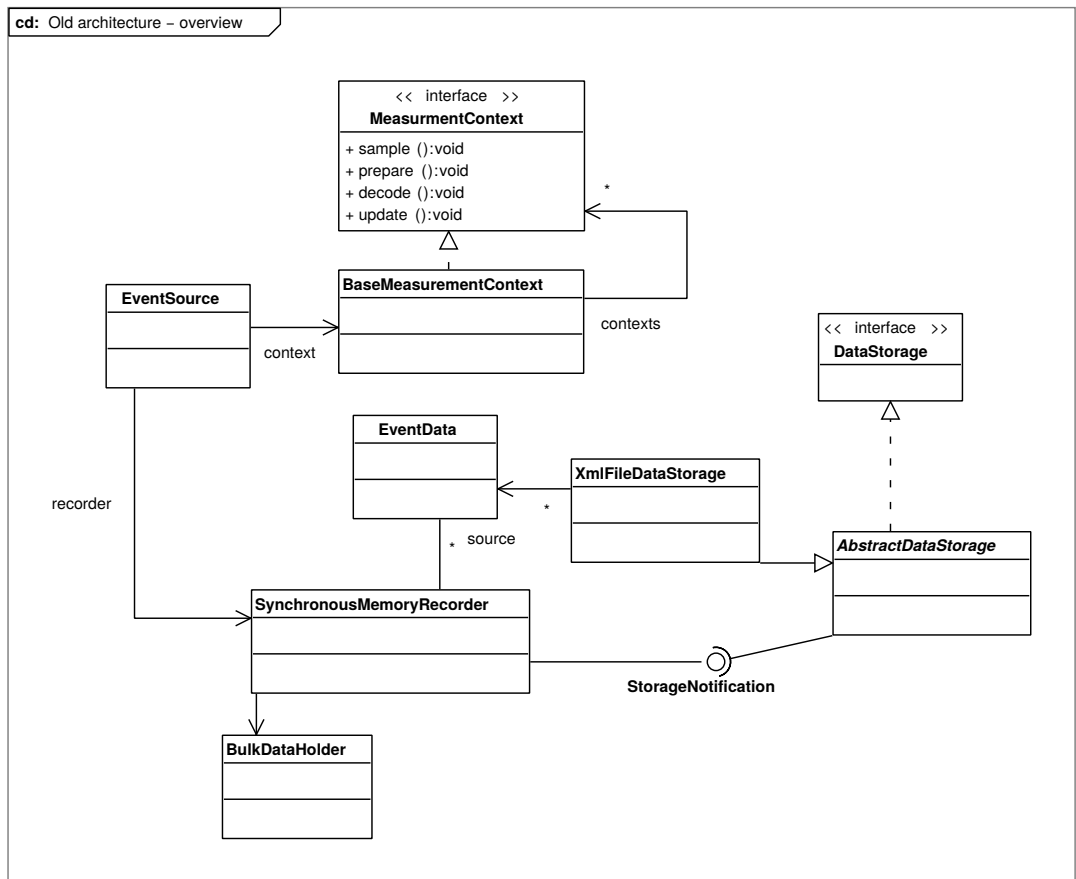 cd: Old architecture – overview
<< interface >>
MeasurmentContext
+ sample ():void
+ prepare ():void
+ decode ():void
+ update ():void
*
BaseMeasurementContext
EventSource
contexts
context
<< interface >>
DataStorage
EventData
XmlFileDataStorage
recorder
*
* source
AbstractDataStorage
SynchronousMemoryRecorder
StorageNotification
BulkDataHolder